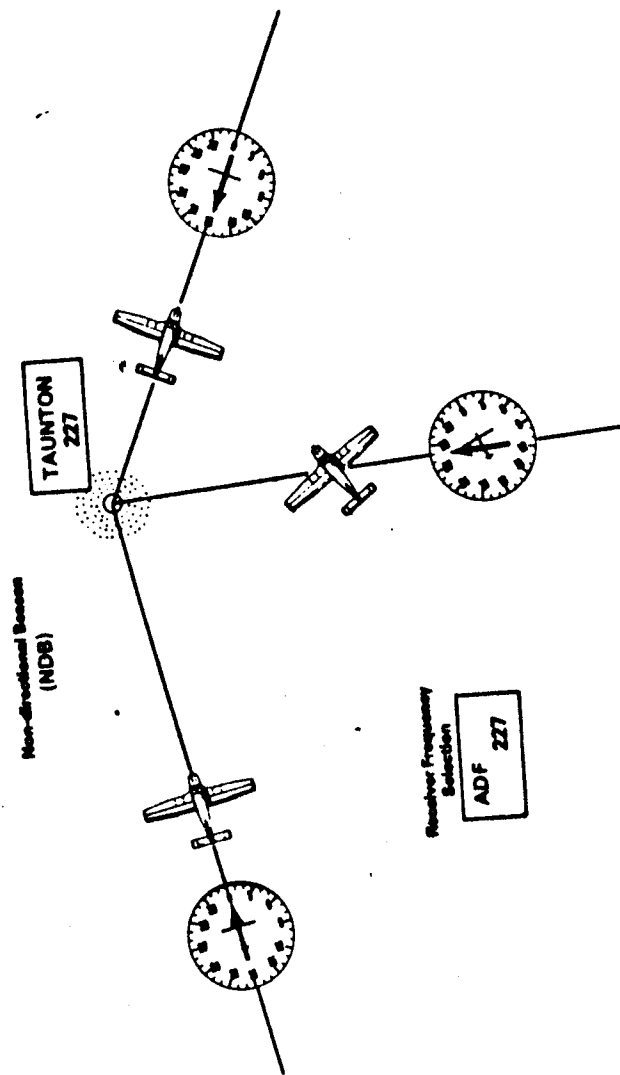 TAUNTON
227
Non-directional Beacon
(NDB)
Receiver Frequency
Selection
ADF 227